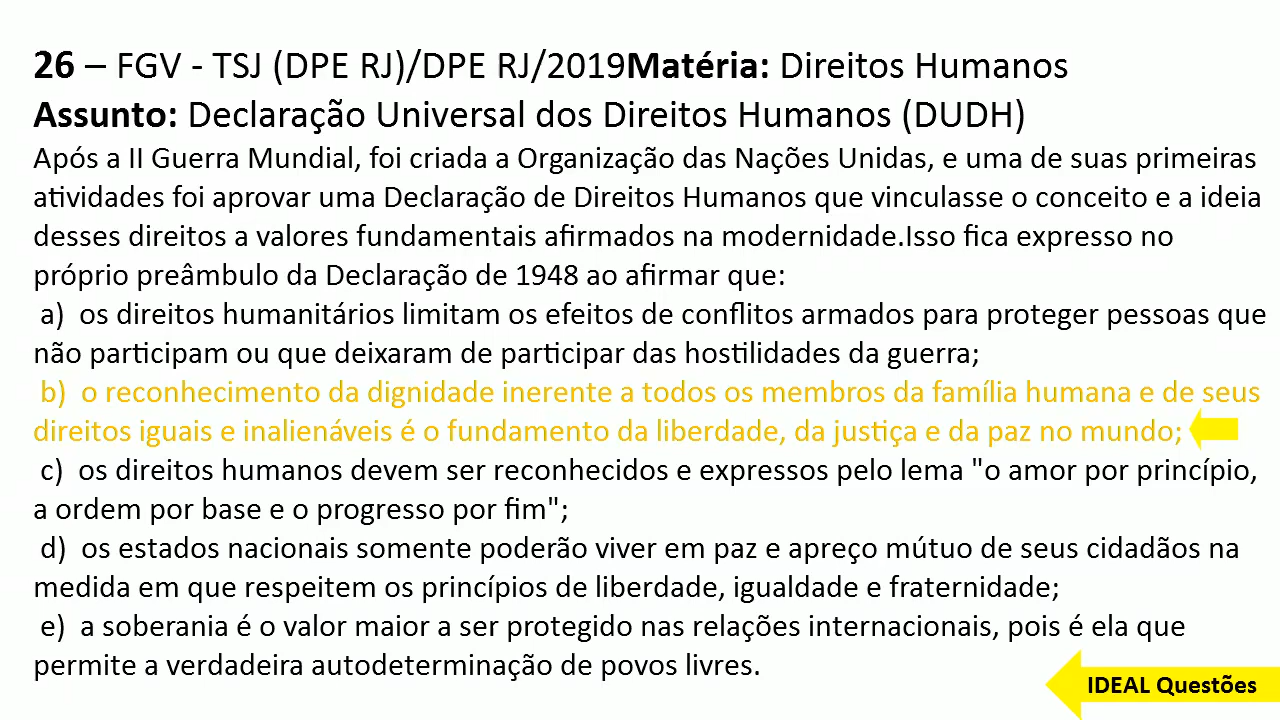 26 – FGV - TSJ (DPE RJ)/DPE RJ/2019Matéria: Direitos Humanos
Assunto: Declaração Universal dos Direitos Humanos (DUDH)
Após a II Guerra Mundial, foi criada a Organização das Nações Unidas, e uma de suas primeiras
atividades foi aprovar uma Declaração de Direitos Humanos que vinculasse o conceito e a ideia
desses direitos a valores fundamentais afirmados na modernidade.Isso fica expresso no
próprio preâmbulo da Declaração de 1948 ao afirmar que:
a) os direitos humanitários limitam os efeitos de conflitos armados para proteger pessoas que
não participam ou que deixaram de participar das hostilidades da guerra;
b) o reconhecimento da dignidade inerente a todos os membros da família humana e de seus
direitos iguais e inalienáveis é o fundamento da liberdade, da justiça e da paz no mundo;
c) os direitos humanos devem ser reconhecidos e expressos pelo lema "o amor por princípio,
a ordem por base e o progresso por fim";
d) os estados nacionais somente poderão viver em paz e apreço mútuo de seus cidadãos na
medida em que respeitem os princípios de liberdade, igualdade e fraternidade;
e) a soberania é o valor maior a ser protegido nas relações internacionais, pois é ela que
permite a verdadeira autodeterminação de povos livres.
IDEAL Questões